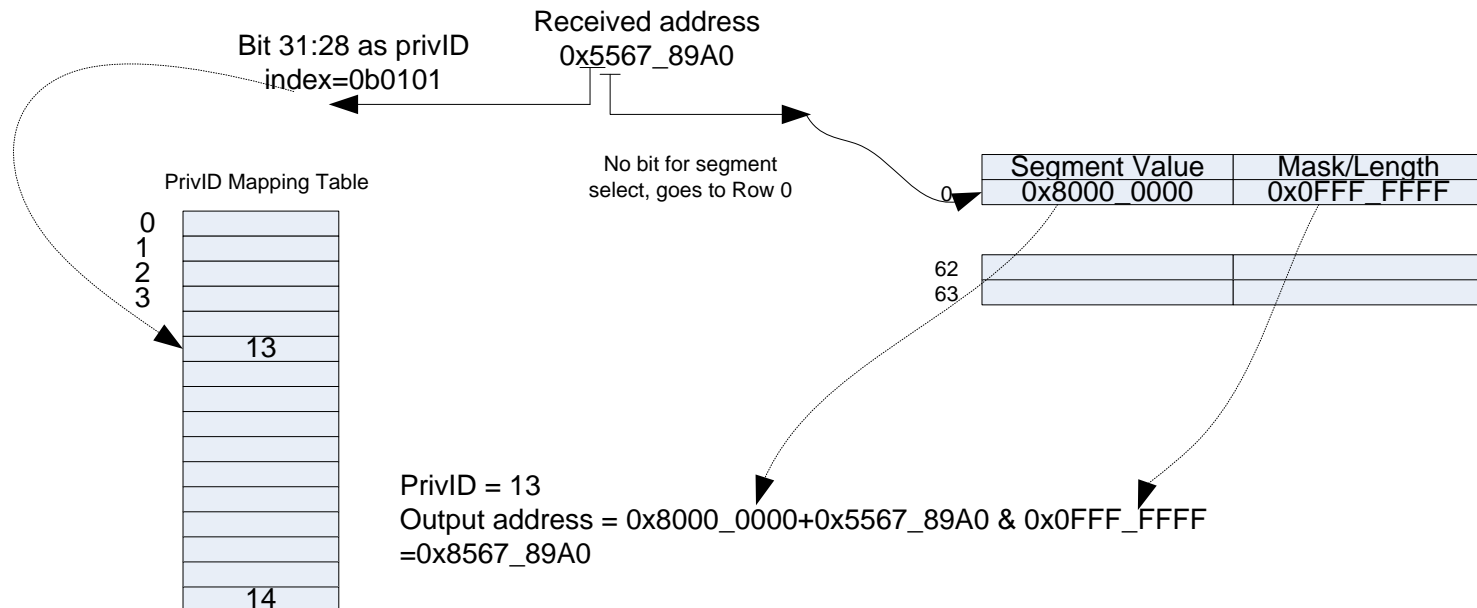 Received address
0x5567_89A0
Bit 31:28 as privID
index=0b0101
No bit for segment
select, goes to Row 0
PrivID Mapping Table
0
1
2
3
13
14
Segment Value Mask/Length
0 0x8000_0000 0x0FFF_FFFF
62
63
PrivID = 13
Output address = 0x8000_0000+0x5567_89A0 & 0x0FFF_FFFF
=0x8567_89A0